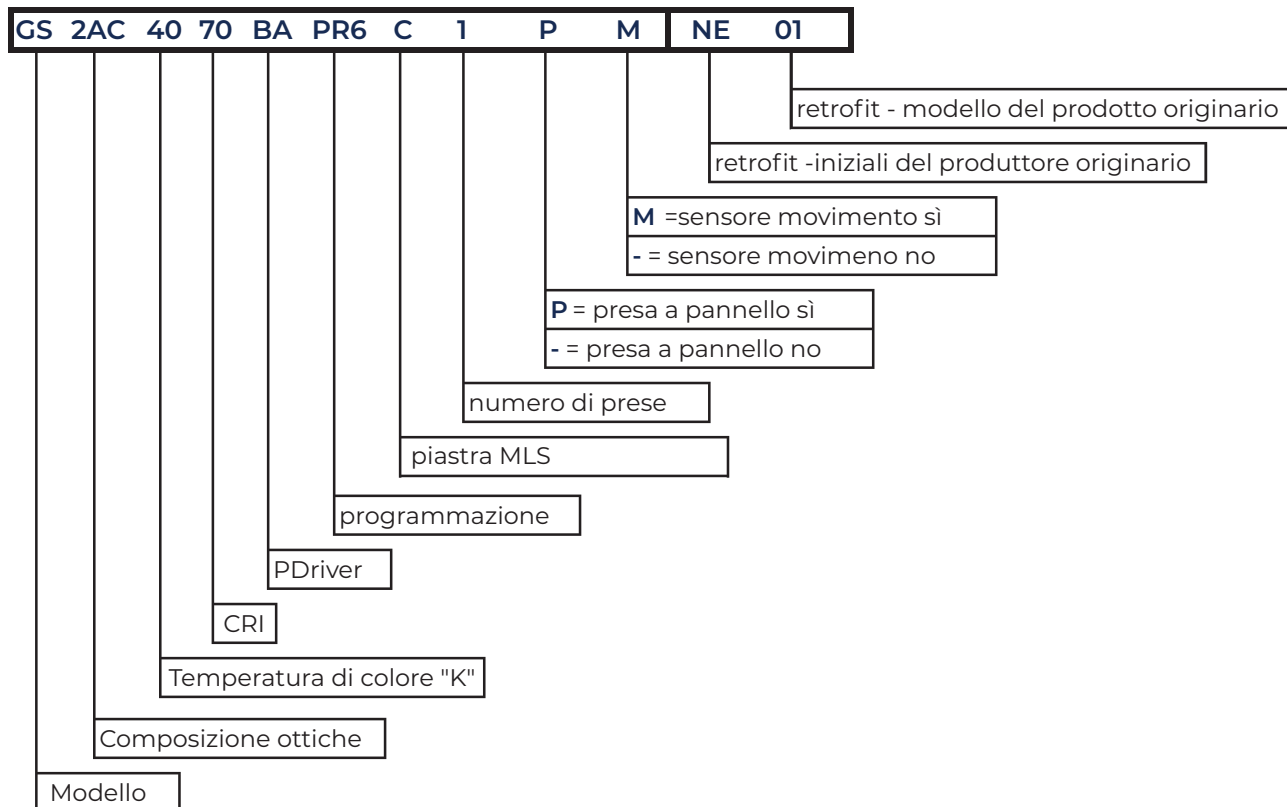 GS 2AC 40 70 BA PR6 C 1 P M NE 01
retrofit - modello del prodotto originario
retrofit -iniziali del produttore originario
M =sensore movimento sì
- = sensore movimeno no
P = presa a pannello sì
- = presa a pannello no
numero di prese
piastra MLS
programmazione
PDriver
CRI
Temperatura di colore "K"
Composizione ottiche
Modello